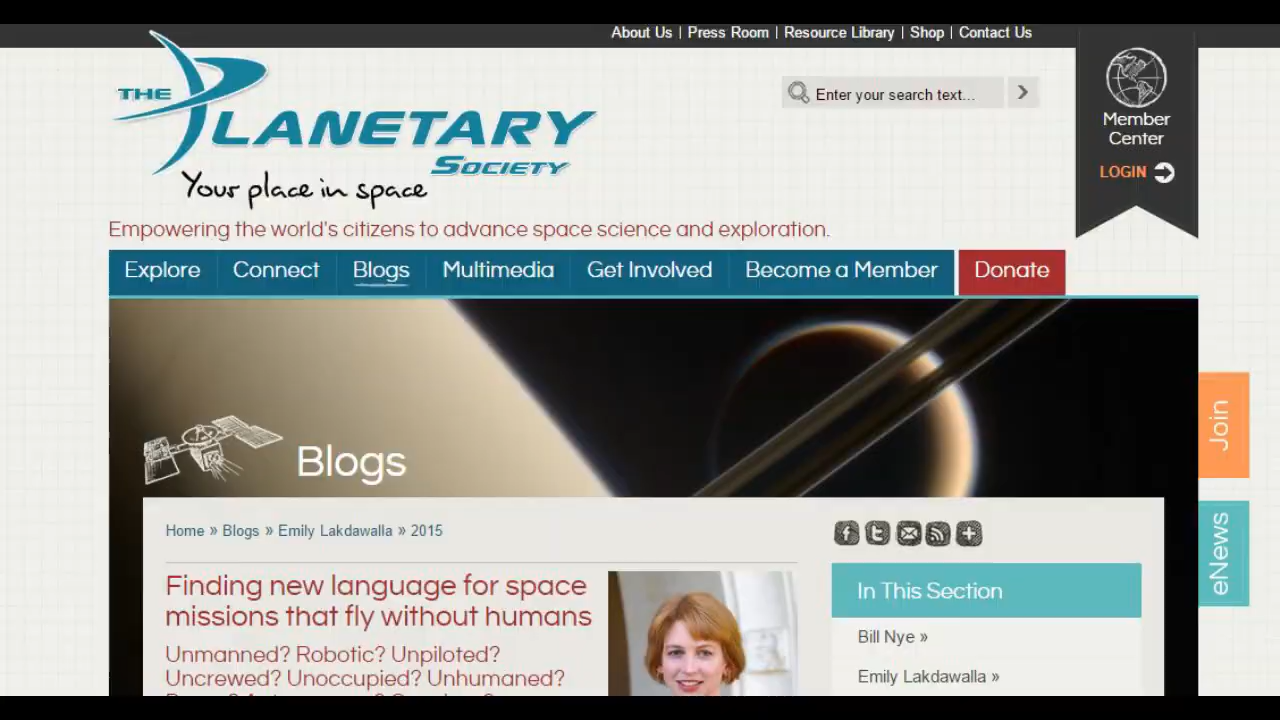 About Us | Press Room | Resource Library | Shop | Contact Us
THE PLANETARY
SOCIETY
Your place in space
Enter your search text...
Member
Center
LOGIN
Empowering the world's citizens to advance space science and exploration.
Explore Connect Blogs Multimedia Get Involved Become a Member Donate
Blogs
Join
eNews
Home » Blogs » Emily Lakdawalla » 2015
Finding new language for space
missions that fly without humans
Unmanned? Robotic? Unpiloted?
Uncrewed? Unoccupied? Unhumaned?
In This Section
Bill Nye »
Emily Lakdawalla »